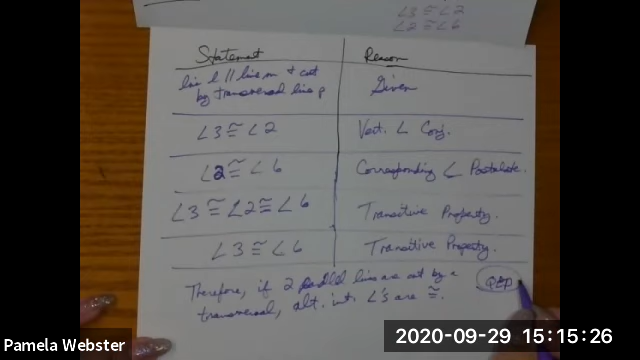 ∠3 ≅ ∠2
∠2 ≅ ∠6
Statement Reason
line l // line m & cut
by transversal line p
Given
∠3 ≅ ∠2 Vert. ∠ Conj.
∠2 ≅ ∠6 Corresponding ∠ Postulate.
∠3 ≅ ∠2 ≅ ∠6 Transitive Property.
∠3 ≅ ∠6 Transitive Property.
Therefore, if 2 parallel lines are cut by a
transversal, alt. int. ∠'s are ≅.
QED
Pamela Webster
2020-09-29 15:15:26